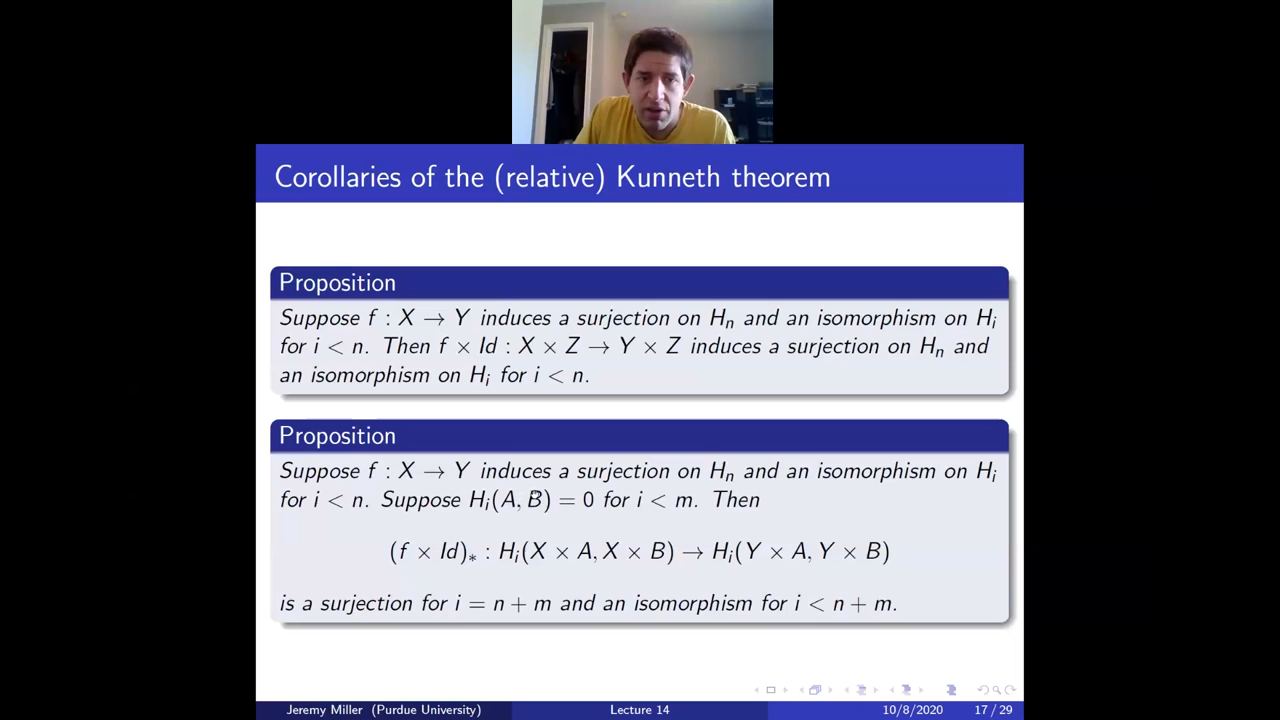 Corollaries of the (relative) Kunneth theorem
Proposition
Suppose f : X → Y induces a surjection on Hₙ and an isomorphism on Hᵢ
for i < n. Then f × Id : X × Z → Y × Z induces a surjection on Hₙ and
an isomorphism on Hᵢ for i < n.
Proposition
Suppose f : X → Y induces a surjection on Hₙ and an isomorphism on Hᵢ
for i < n. Suppose Hᵢ(A, B) = 0 for i < m. Then
(f × Id)∗ : Hᵢ(X × A, X × B) → Hᵢ(Y × A, Y × B)
is a surjection for i = n + m and an isomorphism for i < n + m.
Jeremy Miller (Purdue University) Lecture 14 10/8/2020 17 / 29